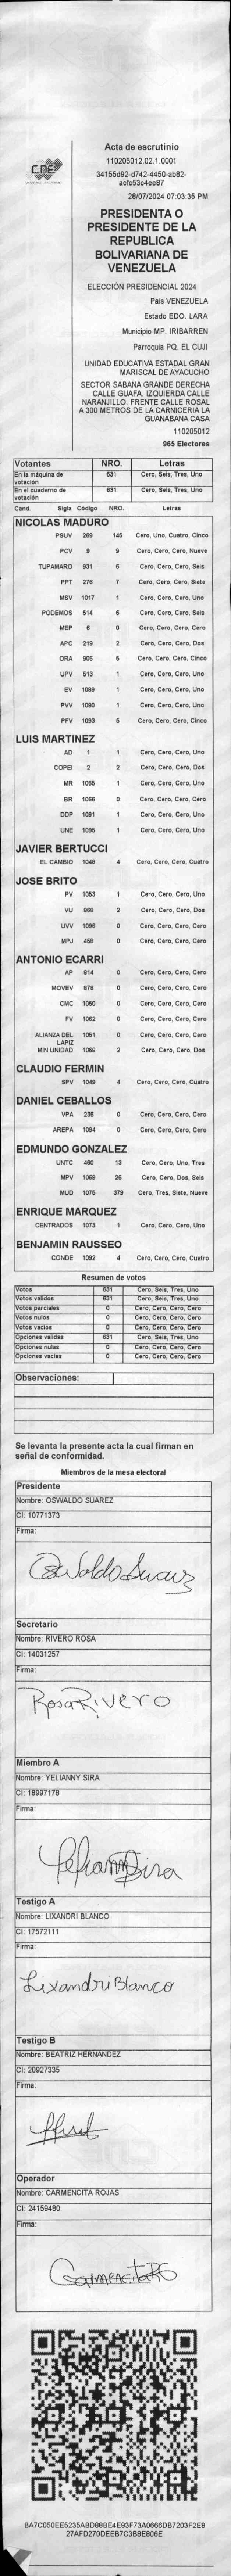 CNE
Acta de escrutinio
110205012.02.1.0001
34155d92-d742-4450-ab82-
acfc53c4ee87
28/07/2024 07:03:35 PM
PRESIDENTA O
PRESIDENTE DE LA
REPUBLICA
BOLIVARIANA DE
VENEZUELA
ELECCIÓN PRESIDENCIAL 2024
Pais VENEZUELA
Estado EDO. LARA
Municipio MP. IRIBARREN
Parroquia PQ. EL CUJI
UNIDAD EDUCATIVA ESTADAL GRAN
MARISCAL DE AYACUCHO
SECTOR SABANA GRANDE DERECHA
CALLE GUAFA. IZQUIERDA CALLE
NARANJILLO. FRENTE CALLE ROSAL
A 300 METROS DE LA CARNICERIA LA
GUANABANA CASA
110205012
965 Electores
Votantes NRO. Letras
En la máquina de votación 631 Cero, Seis, Tres, Uno
En el cuaderno de votación 631 Cero, Seis, Tres, Uno
Cand. Sigla Código NRO. Letras
NICOLAS MADURO
PSUV 269 145 Cero, Uno, Cuatro, Cinco
PCV 9 9 Cero, Cero, Cero, Nueve
TUPAMARO 931 6 Cero, Cero, Cero, Seis
PPT 276 7 Cero, Cero, Cero, Siete
MSV 1017 1 Cero, Cero, Cero, Uno
PODEMOS 514 6 Cero, Cero, Cero, Seis
MEP 6 0 Cero, Cero, Cero, Cero
APC 219 2 Cero, Cero, Cero, Dos
ORA 906 5 Cero, Cero, Cero, Cinco
UPV 513 1 Cero, Cero, Cero, Uno
EV 1089 1 Cero, Cero, Cero, Uno
PVV 1090 1 Cero, Cero, Cero, Uno
PFV 1093 5 Cero, Cero, Cero, Cinco
LUIS MARTINEZ
AD 1 1 Cero, Cero, Cero, Uno
COPEI 2 2 Cero, Cero, Cero, Dos
MR 1065 1 Cero, Cero, Cero, Uno
BR 1066 0 Cero, Cero, Cero, Cero
DDP 1091 1 Cero, Cero, Cero, Uno
UNE 1095 1 Cero, Cero, Cero, Uno
JAVIER BERTUCCI
EL CAMBIO 1048 4 Cero, Cero, Cero, Cuatro
JOSE BRITO
PV 1053 1 Cero, Cero, Cero, Uno
VU 868 2 Cero, Cero, Cero, Dos
UVV 1096 0 Cero, Cero, Cero, Cero
MPJ 458 0 Cero, Cero, Cero, Cero
ANTONIO ECARRI
AP 914 0 Cero, Cero, Cero, Cero
MOVEV 878 0 Cero, Cero, Cero, Cero
CMC 1050 0 Cero, Cero, Cero, Cero
FV 1052 0 Cero, Cero, Cero, Cero
ALIANZA DEL LAPIZ 1051 0 Cero, Cero, Cero, Cero
MIN UNIDAD 1068 2 Cero, Cero, Cero, Dos
CLAUDIO FERMIN
SPV 1049 4 Cero, Cero, Cero, Cuatro
DANIEL CEBALLOS
VPA 236 0 Cero, Cero, Cero, Cero
AREPA 1094 0 Cero, Cero, Cero, Cero
EDMUNDO GONZALEZ
UNTC 460 13 Cero, Cero, Uno, Tres
MPV 1069 26 Cero, Cero, Dos, Seis
MUD 1075 379 Cero, Tres, Siete, Nueve
ENRIQUE MARQUEZ
CENTRADOS 1073 1 Cero, Cero, Cero, Uno
BENJAMIN RAUSSEO
CONDE 1092 4 Cero, Cero, Cero, Cuatro
Resumen de votos
Votos 631 Cero, Seis, Tres, Uno
Votos validos 631 Cero, Seis, Tres, Uno
Votos parciales 0 Cero, Cero, Cero, Cero
Votos nulos 0 Cero, Cero, Cero, Cero
Votos vacios 0 Cero, Cero, Cero, Cero
Opciones validas 631 Cero, Seis, Tres, Uno
Opciones nulas 0 Cero, Cero, Cero, Cero
Opciones vacias 0 Cero, Cero, Cero, Cero
Observaciones:
Se levanta la presente acta la cual firman en
señal de conformidad.
Miembros de la mesa electoral
Presidente
Nombre: OSWALDO SUAREZ
CI: 10771373
Firma:
Oswaldo Suarez
Secretario
Nombre: RIVERO ROSA
CI: 14031257
Firma:
Rosa Rivero
Miembro A
Nombre: YELIANNY SIRA
CI: 18997178
Firma:
Testigo A
Nombre: LIXANDRI BLANCO
CI: 17572111
Firma:
Lixandri Blanco
Testigo B
Nombre: BEATRIZ HERNANDEZ
CI: 20927335
Firma:
Operador
Nombre: CARMENCITA ROJAS
CI: 24159480
Firma:
BA7C050EE5235ABD88BE4E93F73A0666DB7203F2E8
27AFD270DEEB7C3B8E806E